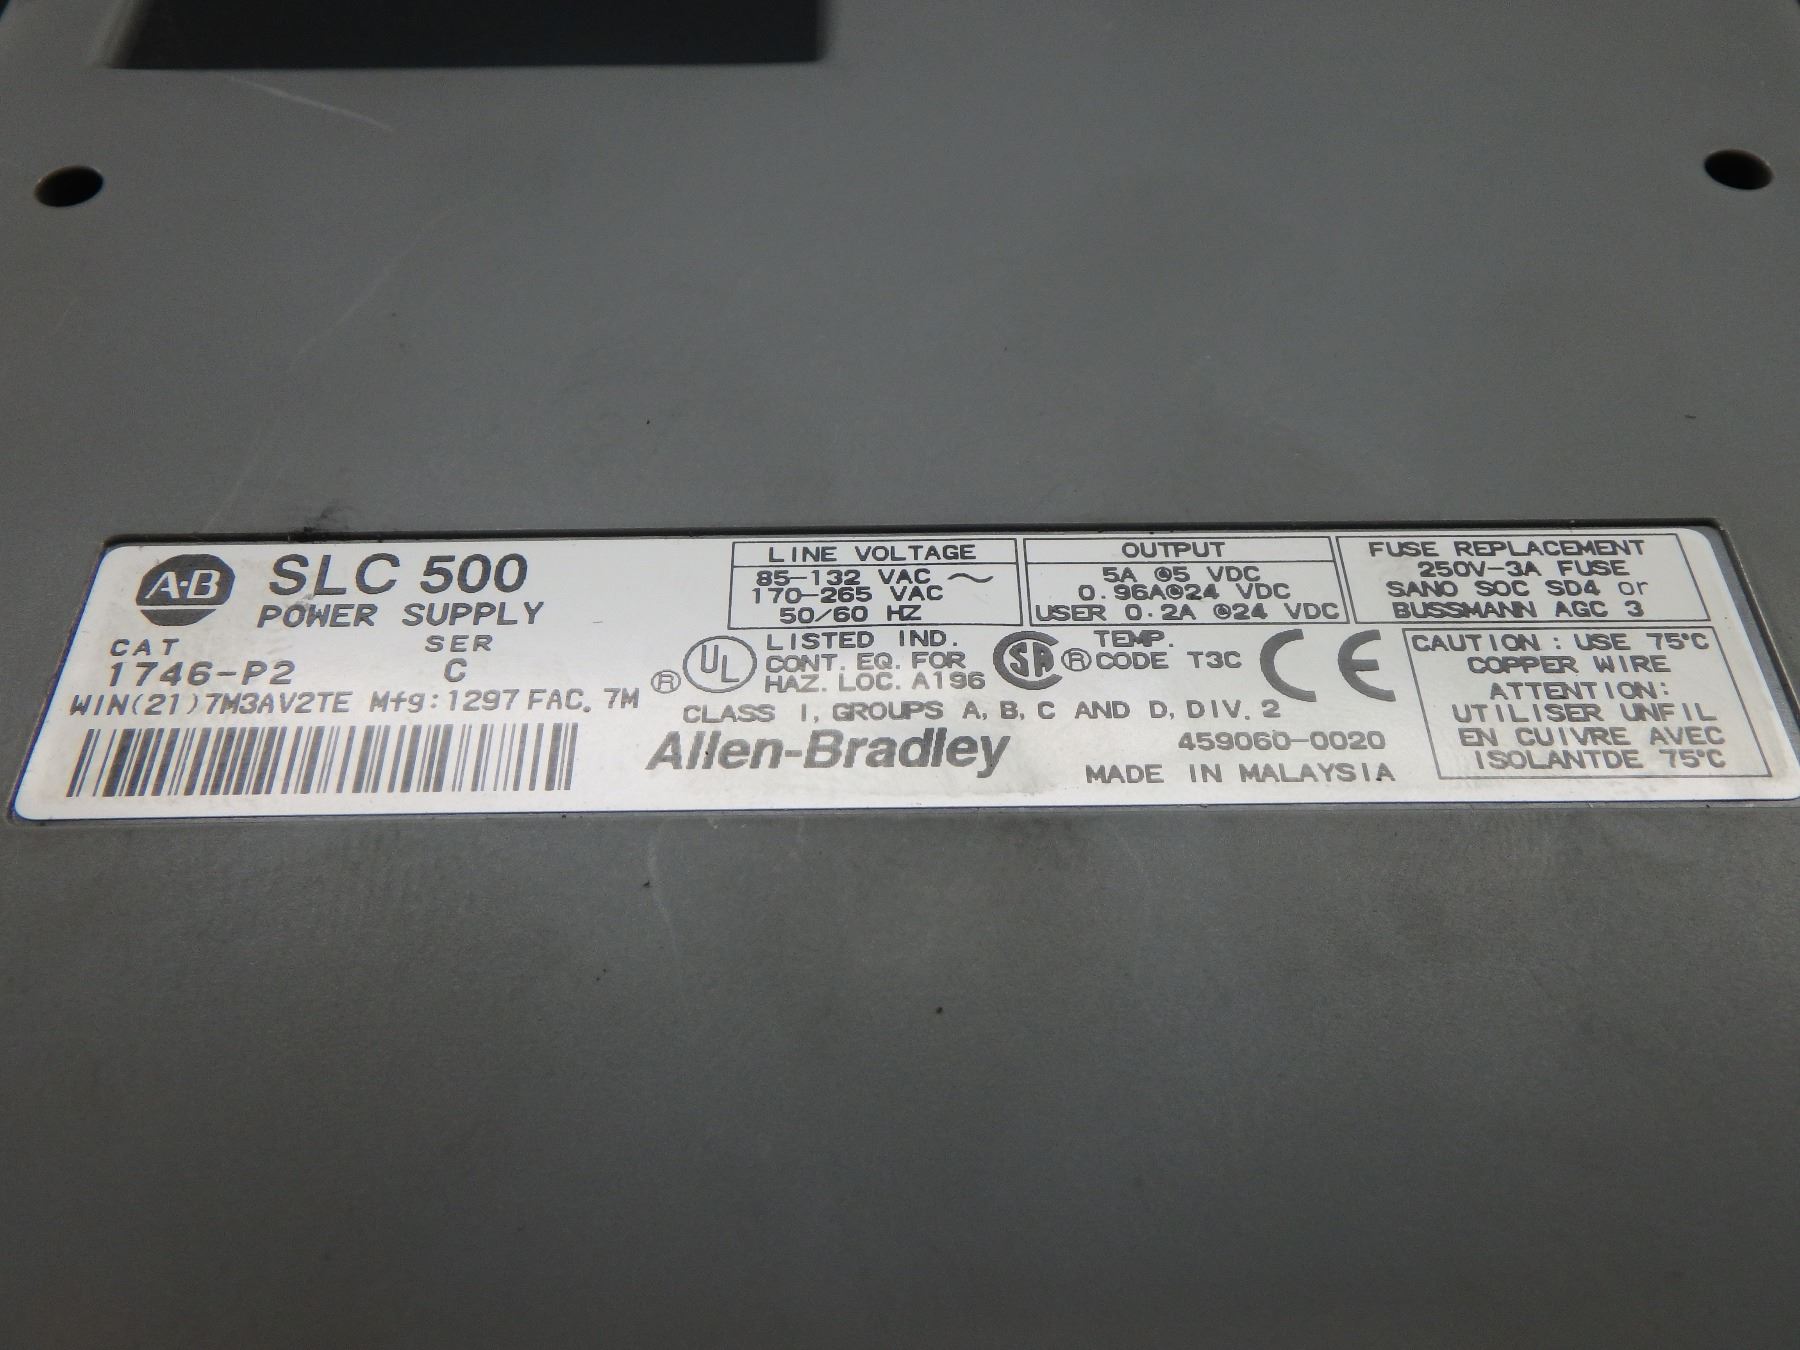 A-B SLC 500
POWER SUPPLY
CAT SER
1746-P2 C
WIN(21)7M3AV2TE Mfg:1297 FAC. 7M
LINE VOLTAGE
85-132 VAC ~
170-265 VAC
50/60 HZ
OUTPUT
5A @5 VDC
0.96A@24 VDC
USER 0.2A @24 VDC
FUSE REPLACEMENT
250V-3A FUSE
SANO SOC SD4 or
BUSSMANN AGC 3
® UL LISTED IND.
CONT. EQ. FOR
HAZ. LOC. A196
SA ® TEMP.
CODE T3C
CE
CLASS I, GROUPS A, B, C AND D, DIV. 2
Allen-Bradley
459060-0020
MADE IN MALAYSIA
CAUTION : USE 75°C
COPPER WIRE
ATTENTION:
UTILISER UNFIL
EN CUIVRE AVEC
ISOLANTDE 75°C